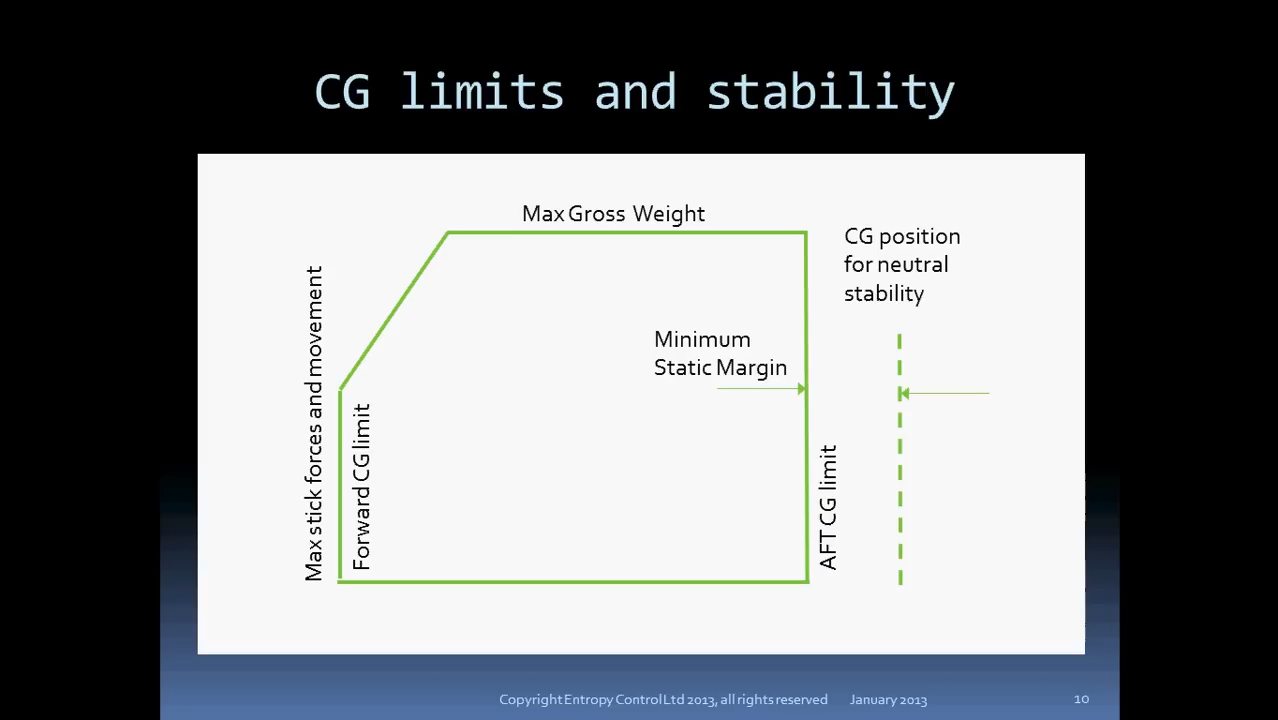 CG limits and stability
Max Gross Weight
CG position
for neutral
stability
Minimum
Static Margin
Max stick forces and movement
Forward CG limit
AFT CG limit
Copyright Entropy Control Ltd 2013, all rights reserved January 2013 10